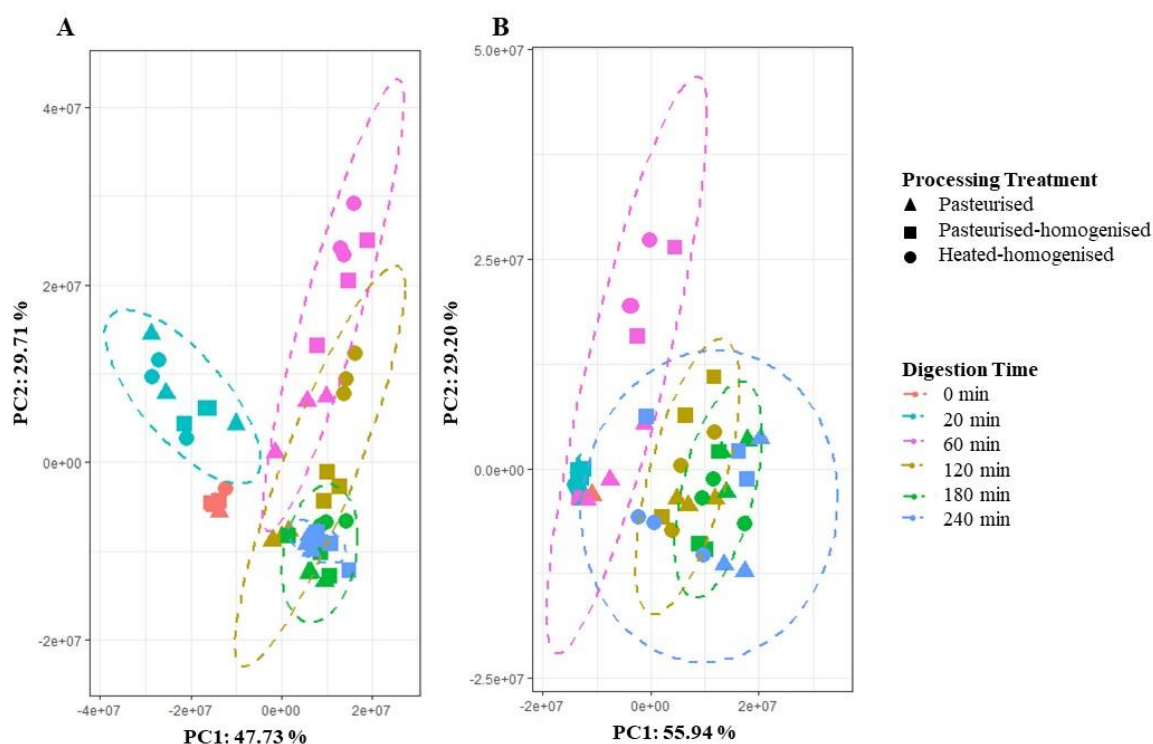 A
B
4e+07
2e+07
0e+00
-2e+07
PC2: 29.71 %
-4e+07
-2e+07
0e+00
2e+07
PC1: 47.73 %
5.0e+07
2.5e+07
0.0e+00
-2.5e+07
PC2: 29.20 %
-2e+07
0e+00
2e+07
PC1: 55.94 %
Processing Treatment
Pasteurised
Pasteurised-homogenised
Heated-homogenised
Digestion Time
0 min
20 min
60 min
120 min
180 min
240 min